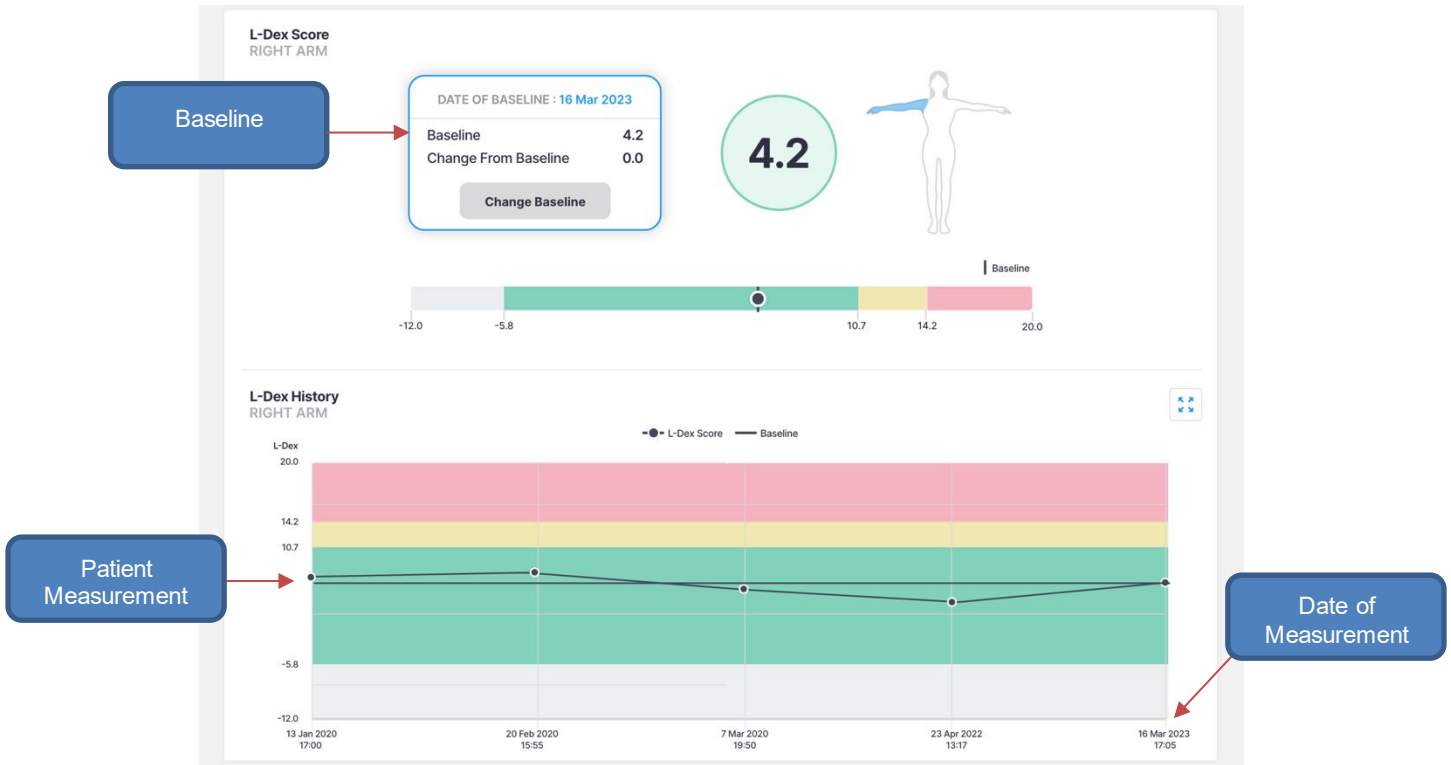 L-Dex Score
RIGHT ARM
Baseline
DATE OF BASELINE : 16 Mar 2023
Baseline 4.2
Change From Baseline 0.0
Change Baseline
4.2
Baseline
-12.0 -5.8 10.7 14.2 20.0
L-Dex History
RIGHT ARM
L-Dex Score Baseline
L-Dex
20.0
14.2
10.7
Patient
Measurement
Date of
Measurement
-5.8
-12.0
13 Jan 2020 20 Feb 2020 7 Mar 2020 23 Apr 2022 16 Mar 2023
17:00 15:55 19:50 13:17 17:05